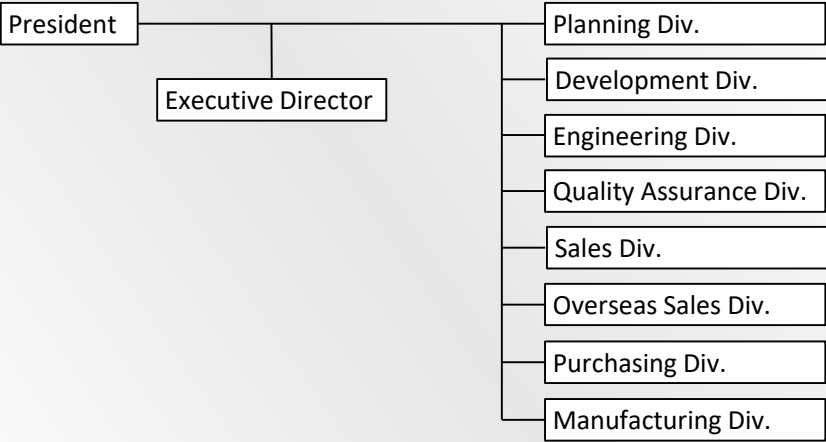 President
Planning Div.
Development Div.
Executive Director
Engineering Div.
Quality Assurance Div.
Sales Div.
Overseas Sales Div.
Purchasing Div.
Manufacturing Div.